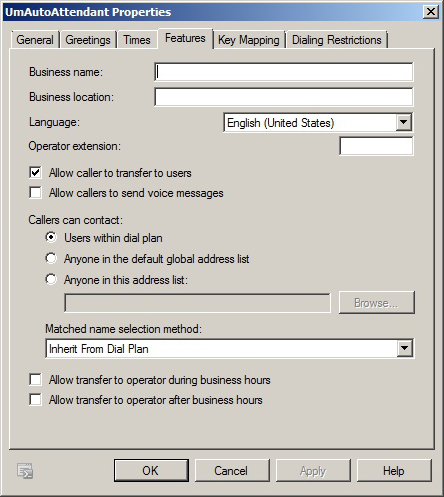 UmAutoAttendant Properties
General Greetings Times Features Key Mapping Dialing Restrictions
Business name:
Business location:
Language: English (United States)
Operator extension:
Allow caller to transfer to users
Allow callers to send voice messages
Callers can contact:
Users within dial plan
Anyone in the default global address list
Anyone in this address list:
Browse...
Matched name selection method:
Inherit From Dial Plan
Allow transfer to operator during business hours
Allow transfer to operator after business hours
OK Cancel Apply Help